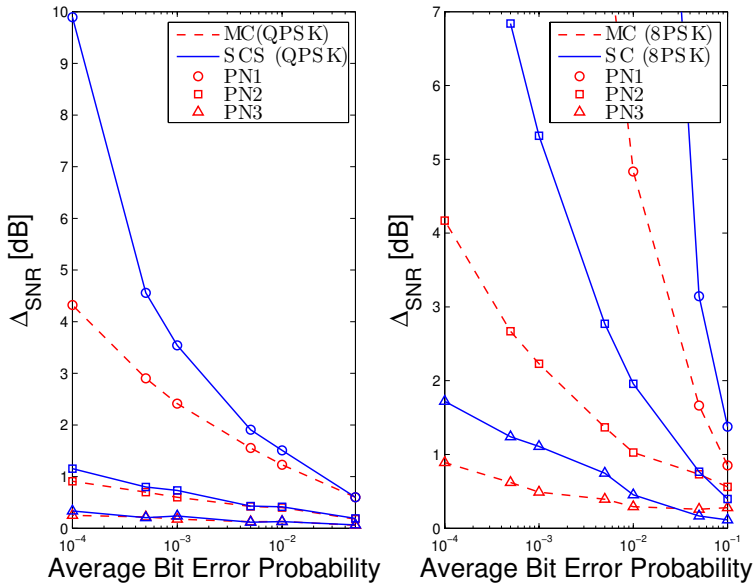 MC(QPSK)
SCS (QPSK)
PN1
PN2
PN3
10
9
8
7
6
5
4
3
2
1
0
Δ_SNR [dB]
10⁻⁴
10⁻³
10⁻²
Average Bit Error Probability
MC (8PSK)
SC (8PSK)
PN1
PN2
PN3
7
6
5
4
3
2
1
0
Δ_SNR [dB]
10⁻⁴
10⁻³
10⁻²
10⁻¹
Average Bit Error Probability